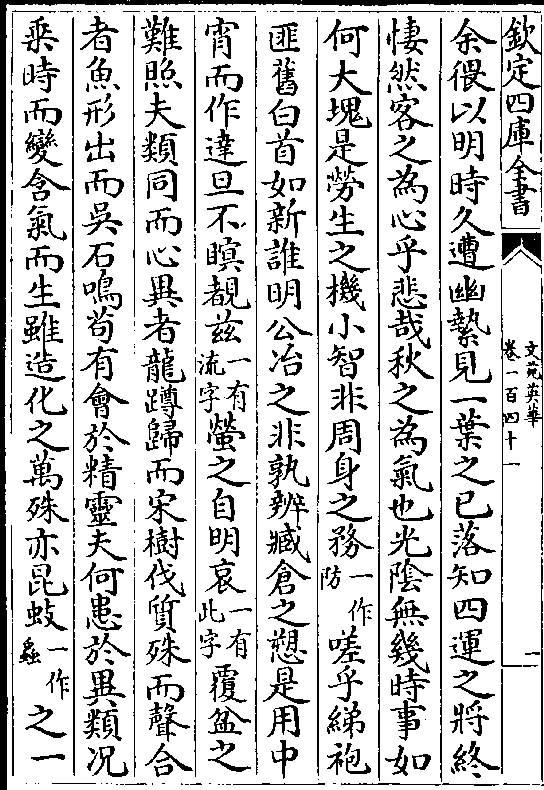 欽定四庫全書
文苑英華
卷一百四十一
一
余猥以明時久遭幽縶見一葉之已落知四運之將終
悽然客之為心乎悲哉秋之為氣也光陰無幾時事如
何大塊是勞生之機小智非周身之務一作防嗟乎綈袍
匪舊白首如新誰明公冶之非孰辨臧倉之愬是用中
宵而作達旦不瞑覩兹一有流字螢之自明哀一有此字覆盆之
難照夫類同而心異者龍蹲歸而宋樹伐質殊而聲合
者魚形出而吳石鳴苟有會於精靈夫何患於異類况
乘時而變含氣而生雖造化之萬殊亦昆蚑一作蟲之一